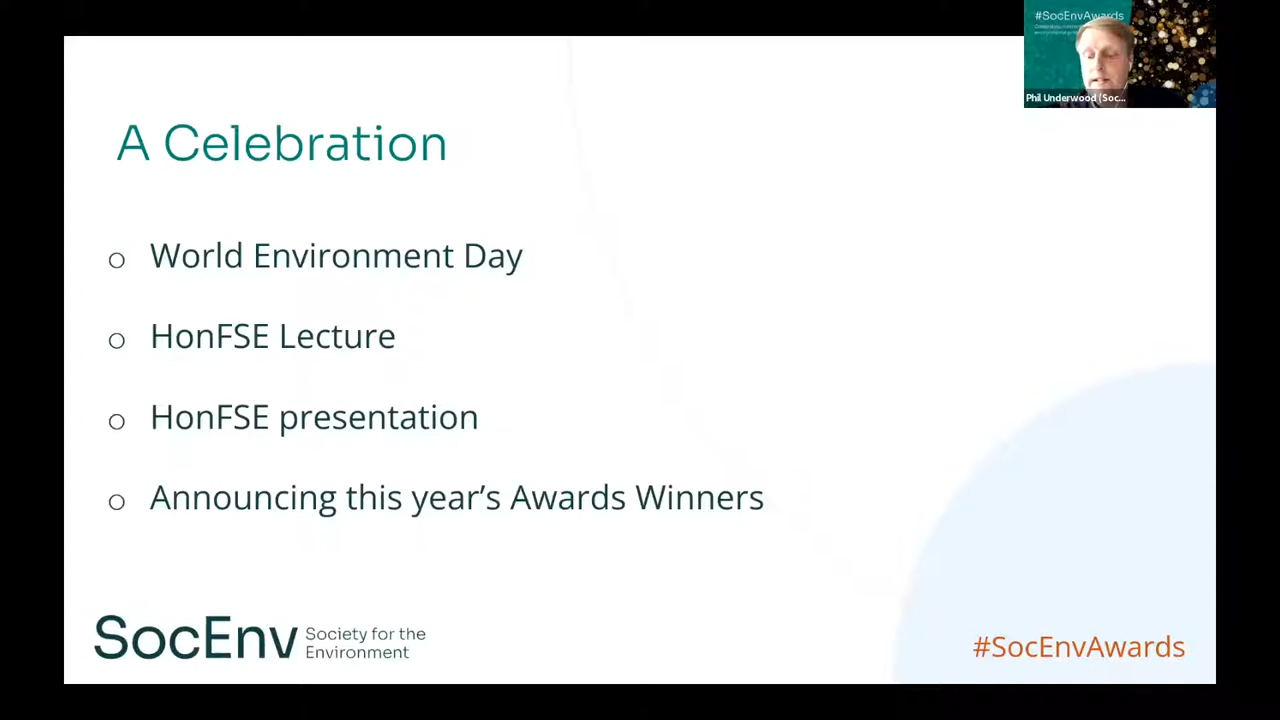 #SocEnvAwards
Phil Underwood (Soc...
A Celebration
o World Environment Day
o HonFSE Lecture
o HonFSE presentation
o Announcing this year’s Awards Winners
SocEnv
Society for the
Environment
#SocEnvAwards